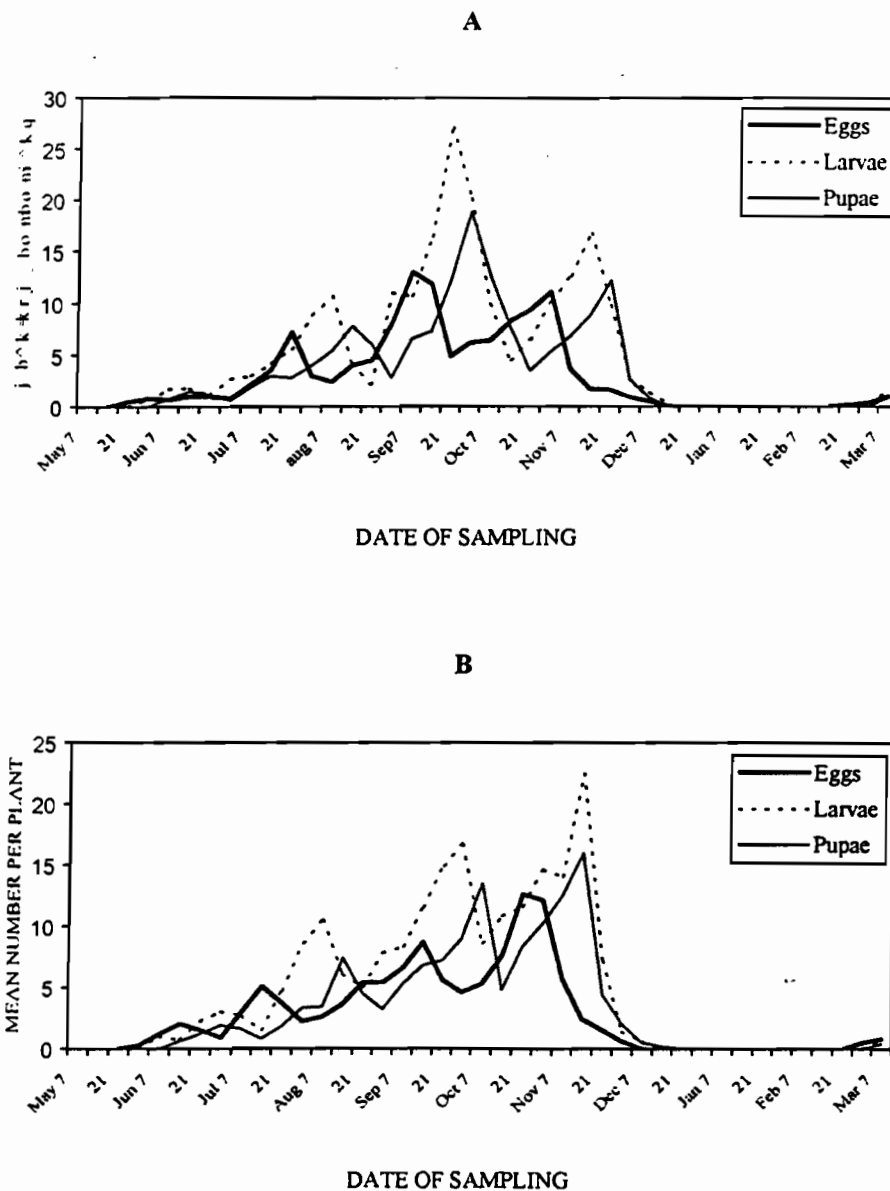 A
30
25
20
15
10
5
0
Eggs
Larvae
Pupae
May 7
21
Jun 7
21
Jul 7
21
aug 7
21
Sep7
21
Oct 7
21
Nov 7
21
Dec 7
21
Jun 7
21
Feb 7
21
Mar 7
DATE OF SAMPLING
B
MEAN NUMBER PER PLANT
25
20
15
10
5
0
Eggs
Larvae
Pupae
May 7
21
Jun 7
21
Jul 7
21
Aug 7
21
Sep 7
21
Oct 7
21
Nov 7
21
Dec 7
21
Jun 7
21
Feb 7
21
Mar 7
DATE OF SAMPLING